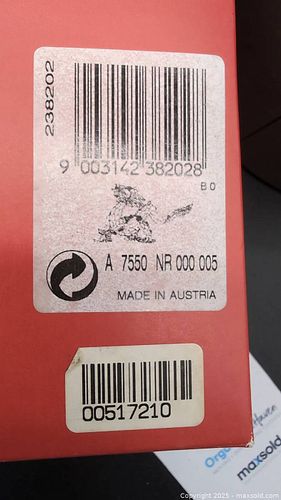 238202
9 003142 382028
B0
A 7550 NR 000 005
MADE IN AUSTRIA
00517210
maxsold
Copyright © 2025 - maxsold.com